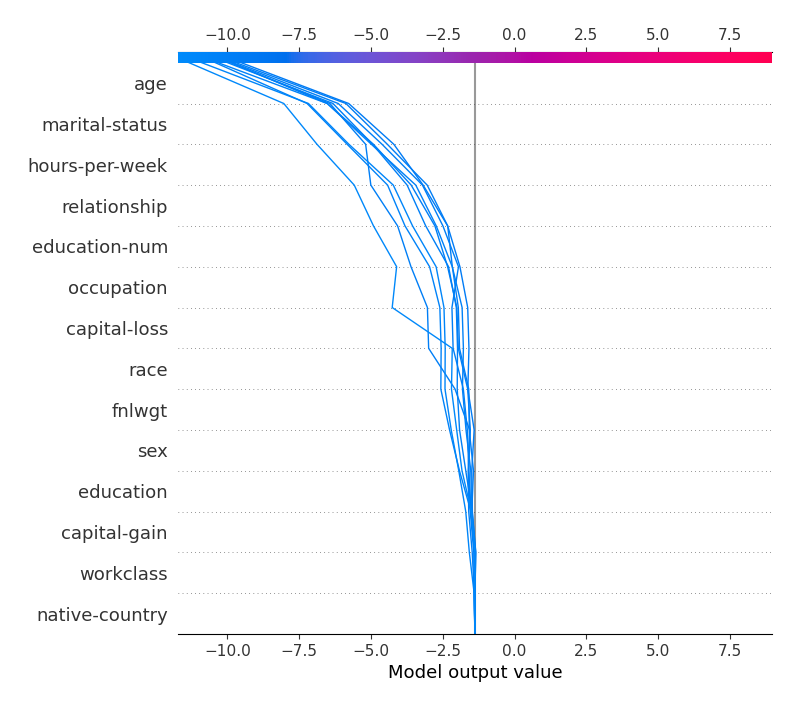 −10.0 −7.5 −5.0 −2.5 0.0 2.5 5.0 7.5
age
marital-status
hours-per-week
relationship
education-num
occupation
capital-loss
race
fnlwgt
sex
education
capital-gain
workclass
native-country
−10.0 −7.5 −5.0 −2.5 0.0 2.5 5.0 7.5
Model output value